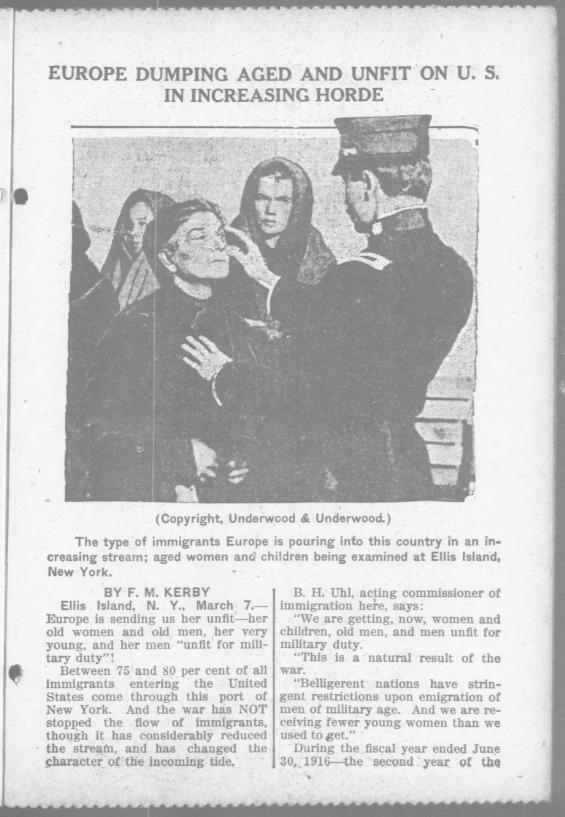 EUROPE DUMPING AGED AND UNFIT ON U. S.
IN INCREASING HORDE
(Copyright, Underwood & Underwood.)
The type of immigrants Europe is pouring into this country in an in-
creasing stream; aged women and children being examined at Ellis Island,
New York.
BY F. M. KERBY
Ellis Island, N. Y., March 7.—
Europe is sending us her unfit—her
old women and old men, her very
young, and her men "unfit for mili-
tary duty"!
Between 75 and 80 per cent of all
immigrants entering the United
States come through this port of
New York. And the war has NOT
stopped the flow of immigrants,
though it has considerably reduced
the stream, and has changed the
character of the incoming tide.
B. H. Uhl, acting commissioner of
immigration here, says:
"We are getting, now, women and
children, old men, and men unfit for
military duty.
"This is a natural result of the
war.
"Belligerent nations have strin-
gent restrictions upon emigration of
men of military age. And we are re-
ceiving fewer young women than we
used to get."
During the fiscal year ended June
30, 1916—the second year of the